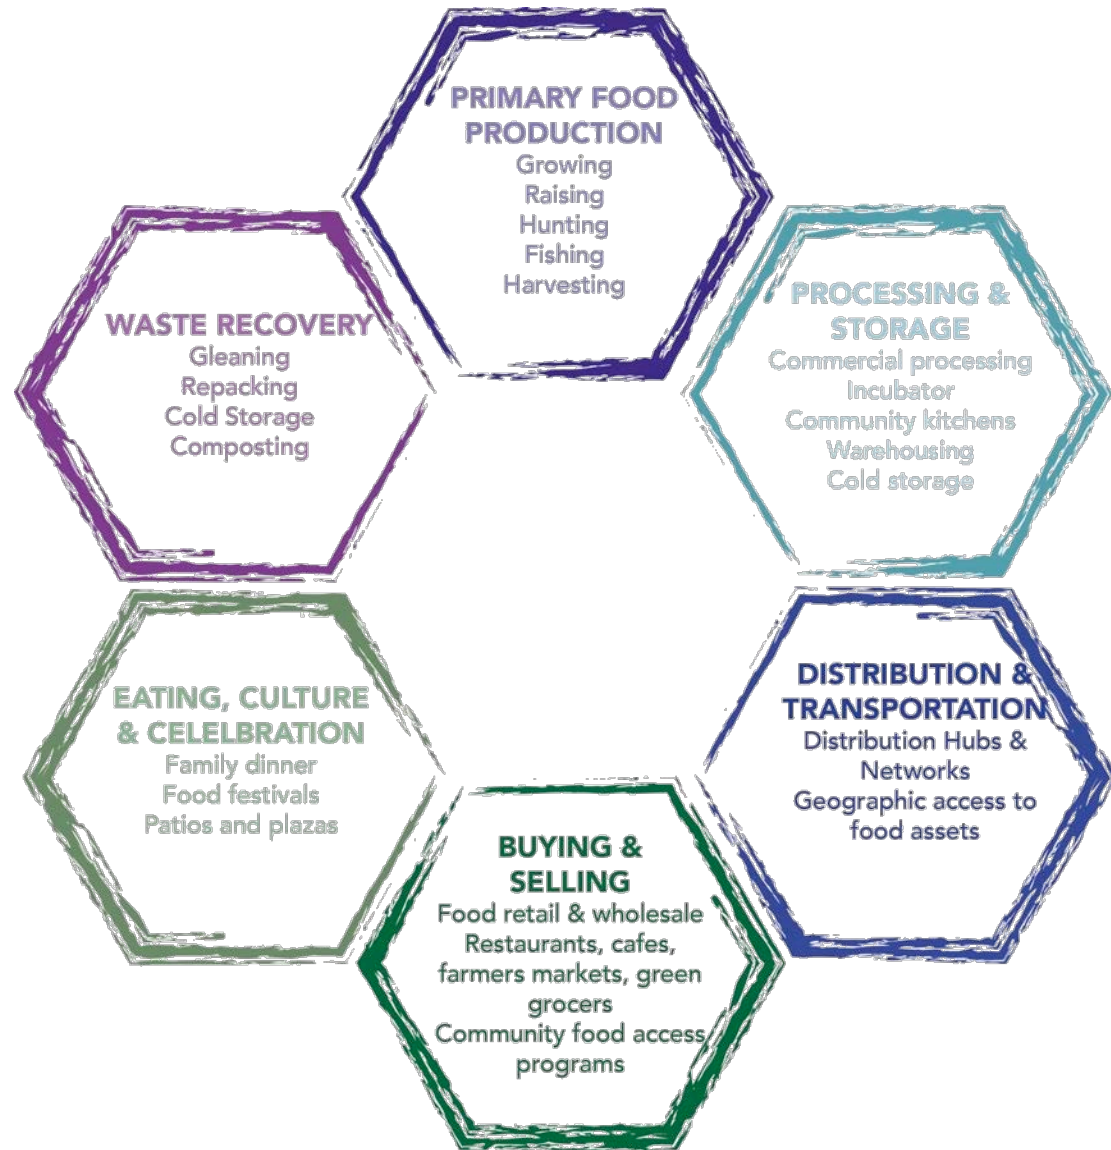 PRIMARY FOOD
PRODUCTION
Growing
Raising
Hunting
Fishing
Harvesting
PROCESSING &
STORAGE
Commercial processing
Incubator
Community kitchens
Warehousing
Cold storage
DISTRIBUTION &
TRANSPORTATION
Distribution Hubs &
Networks
Geographic access to
food assets
BUYING &
SELLING
Food retail & wholesale
Restaurants, cafes,
farmers markets, green
grocers
Community food access
programs
EATING, CULTURE
& CELELBRATION
Family dinner
Food festivals
Patios and plazas
WASTE RECOVERY
Gleaning
Repacking
Cold Storage
Composting